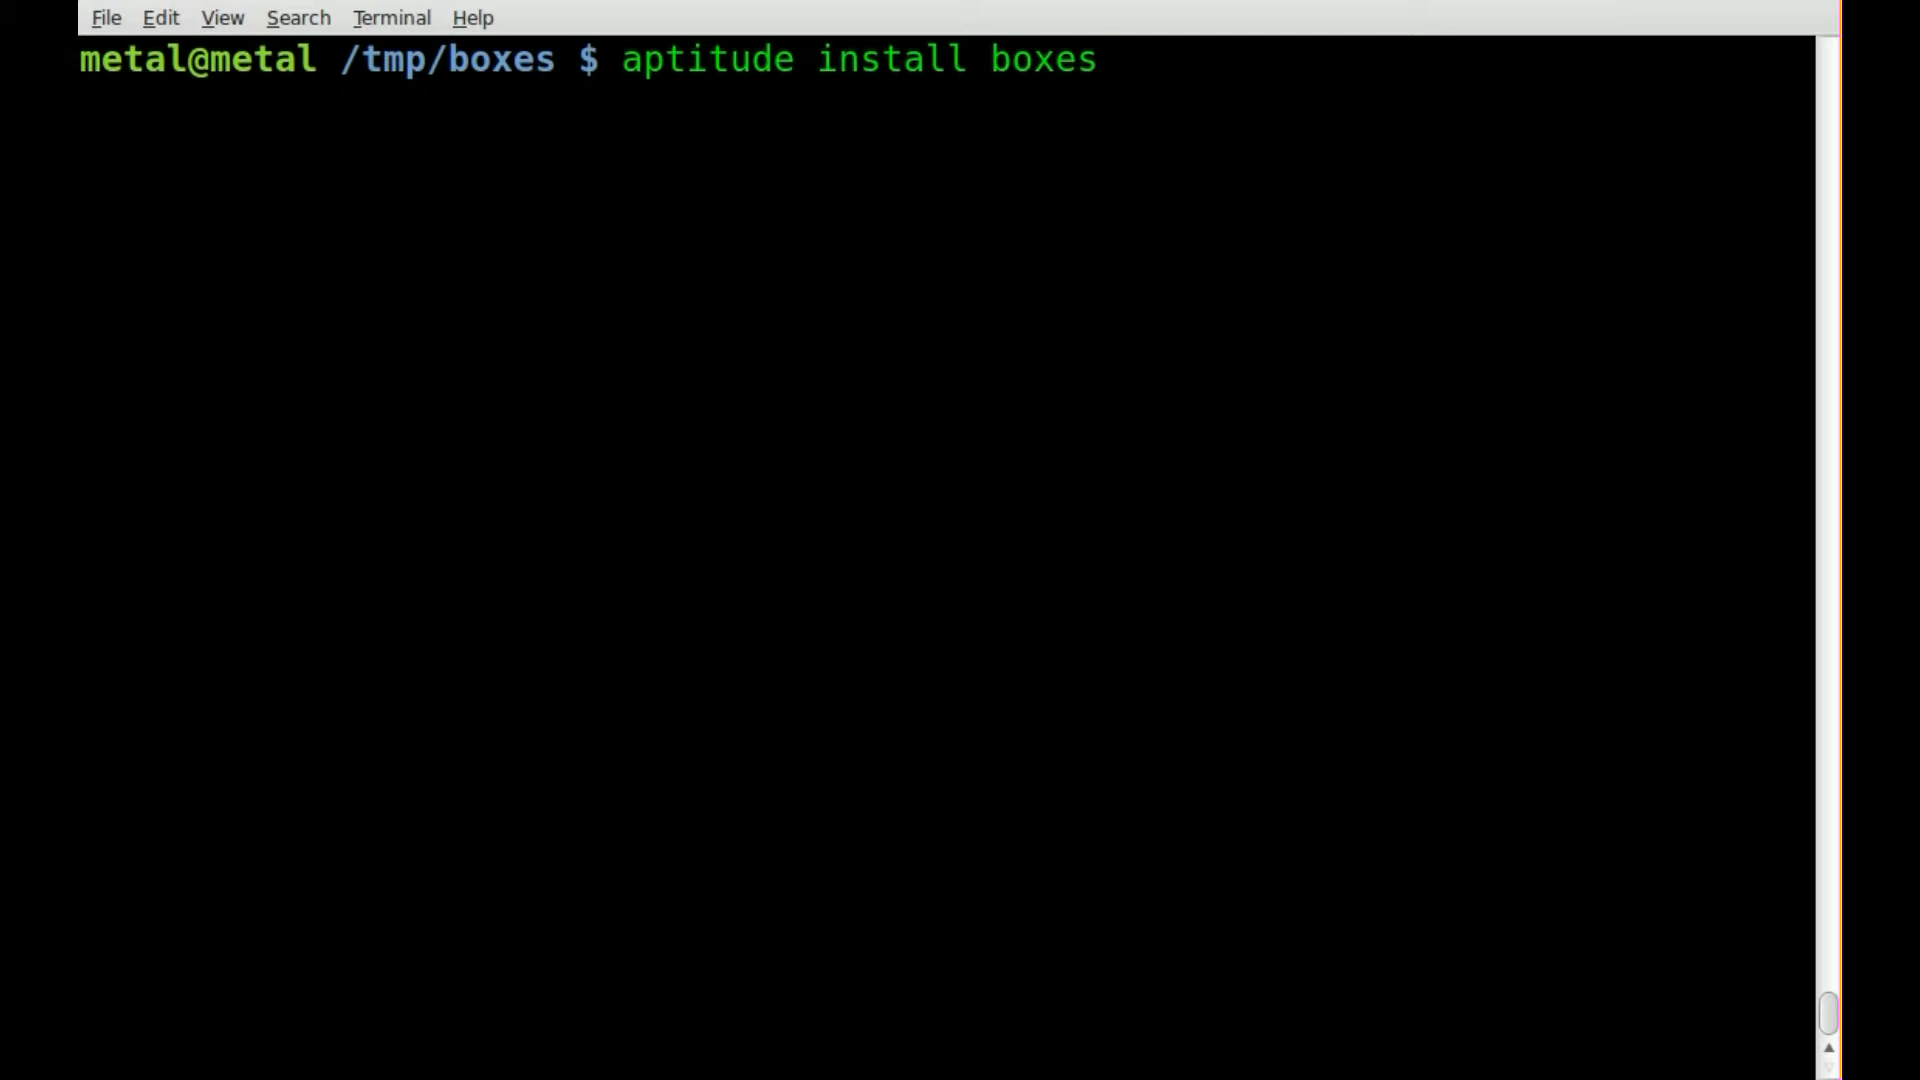 File Edit View Search Terminal Help
metal@metal /tmp/boxes $ aptitude install boxes